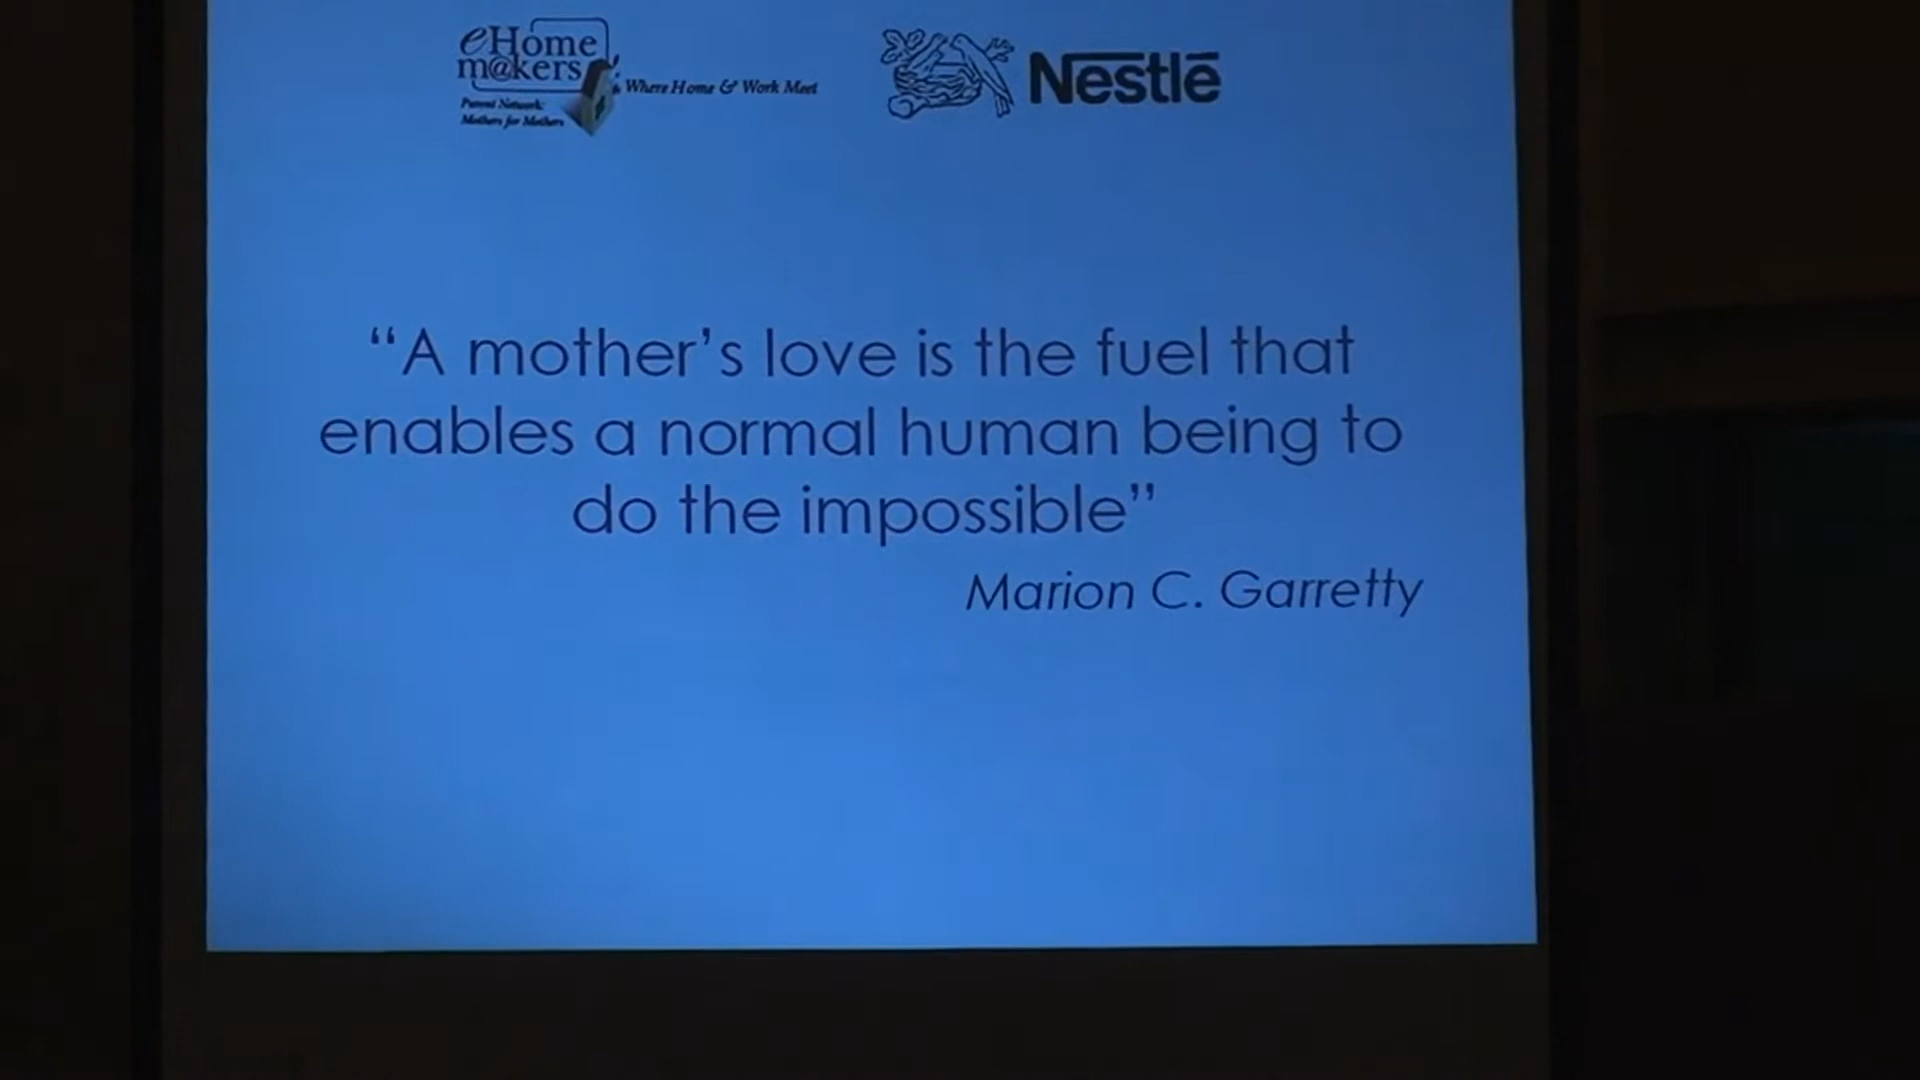 eHome
m@kers
Where Home & Work Meet
Parent Network:
Mothers for Mothers
Nestlē
“A mother’s love is the fuel that
enables a normal human being to
do the impossible”
Marion C. Garretty